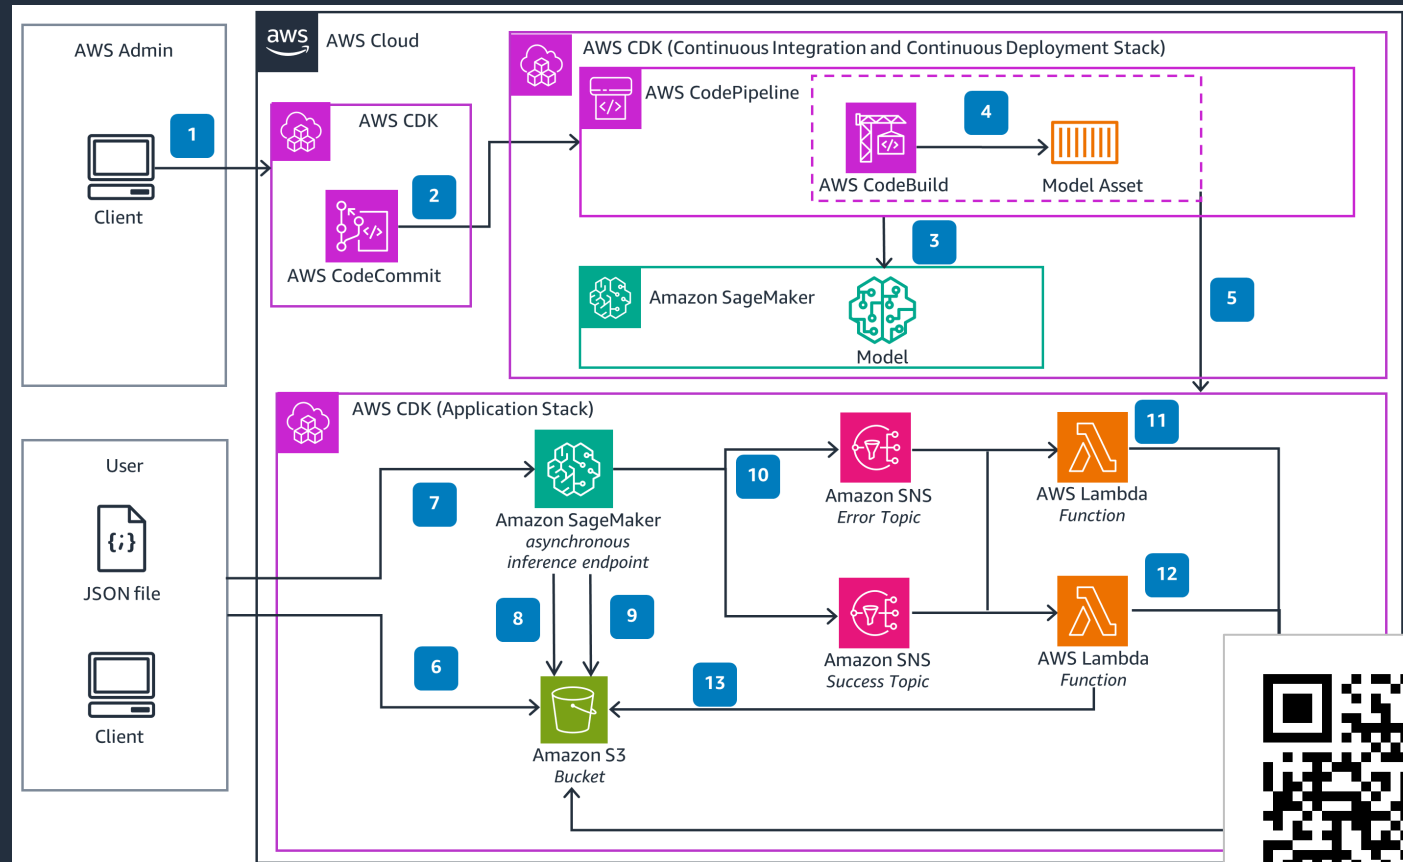 AWS Admin
1
Client
aws
AWS Cloud
AWS CDK
2
AWS CodeCommit
AWS CDK (Continuous Integration and Continuous Deployment Stack)
AWS CodePipeline
4
AWS CodeBuild
Model Asset
3
Amazon SageMaker
Model
5
User
{;}
JSON file
Client
AWS CDK (Application Stack)
7
Amazon SageMaker
asynchronous
inference endpoint
8
9
6
10
Amazon SNS
Error Topic
11
AWS Lambda
Function
Amazon SNS
Success Topic
12
AWS Lambda
Function
13
Amazon S3
Bucket